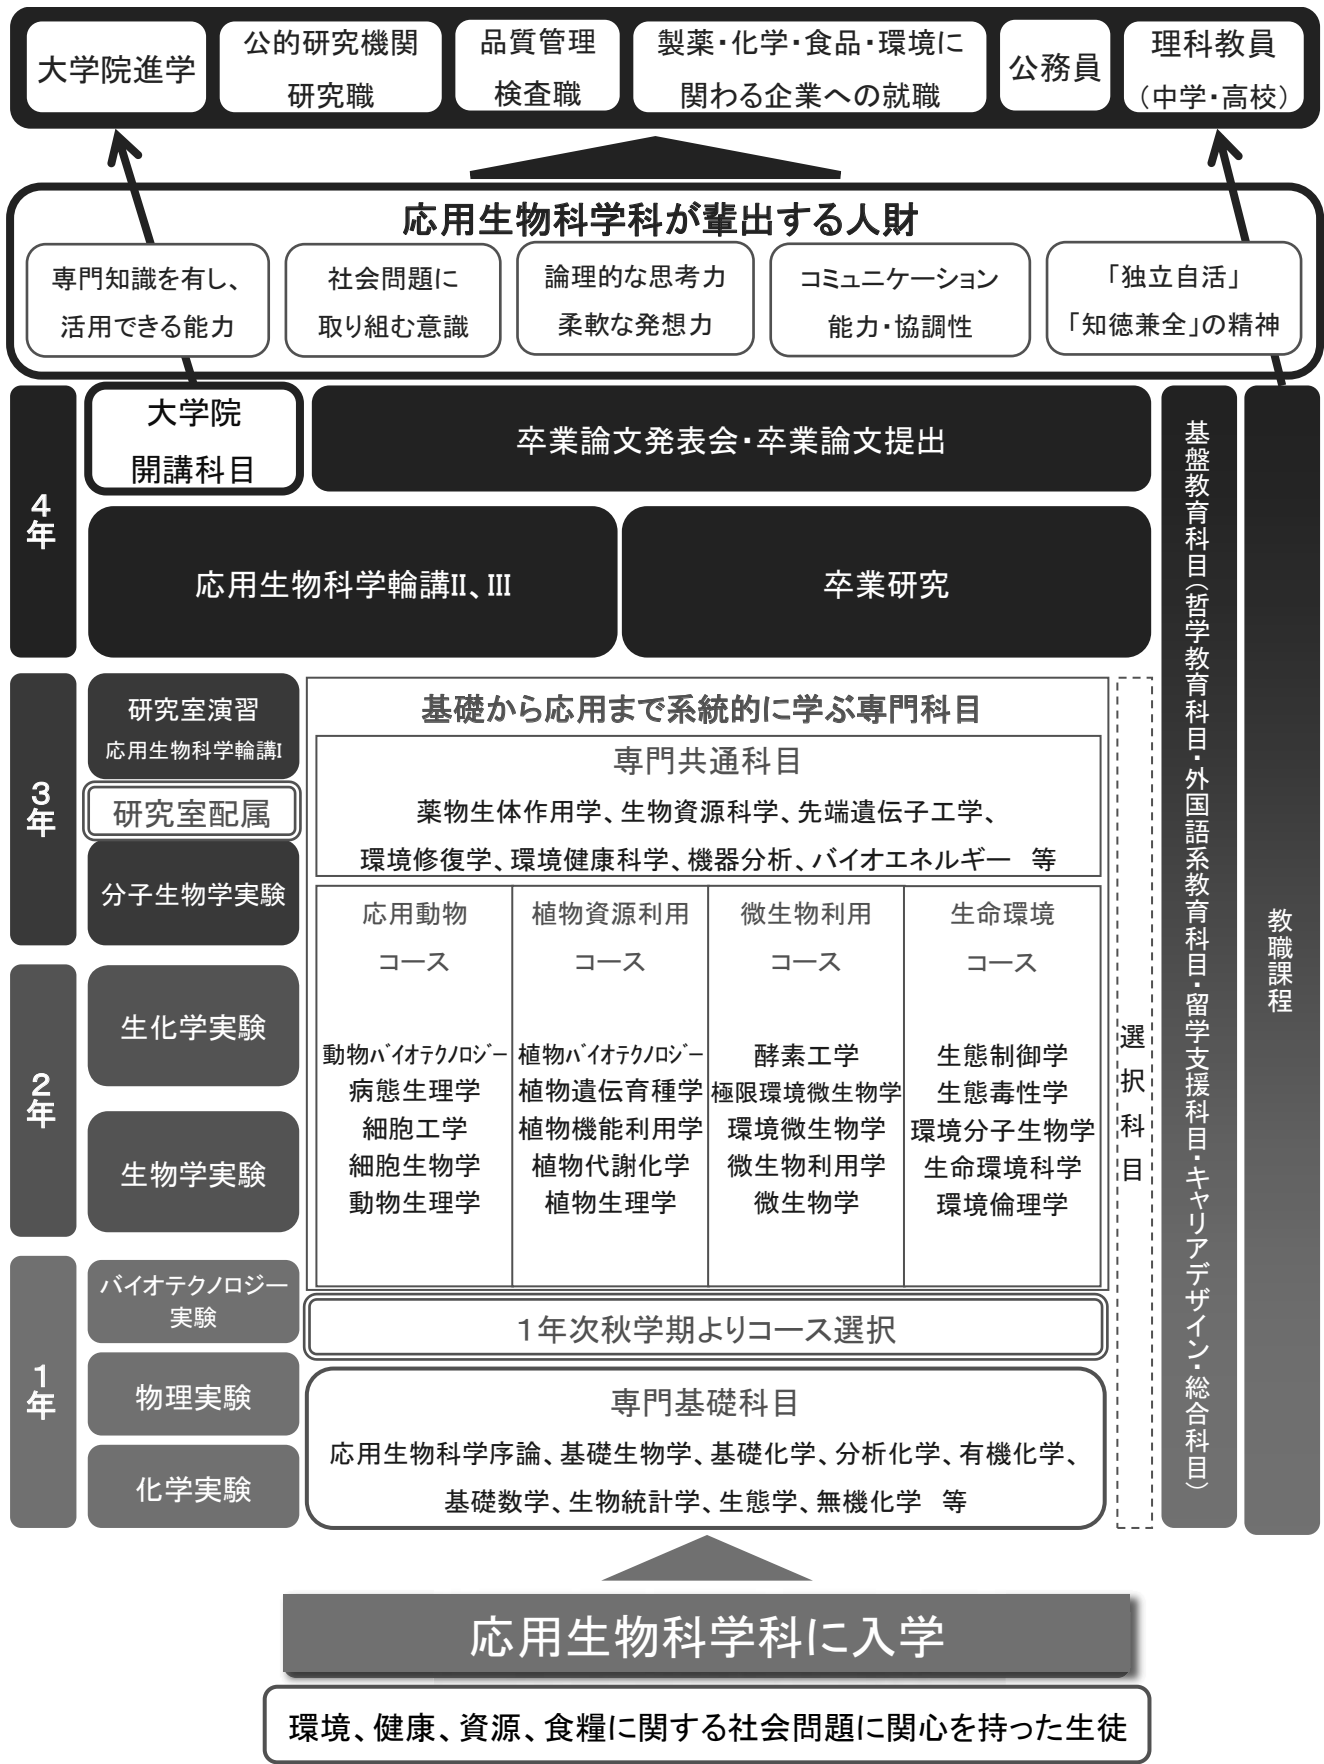 大学院進学
公的研究機関
研究職
品質管理
検査職
製薬・化学・食品・環境に
関わる企業への就職
公務員
理科教員
(中学・高校)
応用生物科学科が輩出する人財
専門知識を有し、
活用できる能力
社会問題に
取り組む意識
論理的な思考力
柔軟な発想力
コミュニケーション
能力・協調性
「独立自活」
「知徳兼全」の精神
4年
大学院
開講科目
卒業論文発表会・卒業論文提出
応用生物科学輪講II、III
卒業研究
3年
研究室演習
応用生物科学輪講I
研究室配属
分子生物学実験
基礎から応用まで系統的に学ぶ専門科目
専門共通科目
薬物生体作用学、生物資源科学、先端遺伝子工学、
環境修復学、環境健康科学、機器分析、バイオエネルギー 等
応用動物
コース
動物バイオテクノロジー
病態生理学
細胞工学
細胞生物学
動物生理学
植物資源利用
コース
植物バイオテクノロジー
植物遺伝育種学
植物機能利用学
植物代謝化学
植物生理学
微生物利用
コース
酵素工学
極限環境微生物学
環境微生物学
微生物利用学
微生物学
生命環境
コース
生態制御学
生態毒性学
環境分子生物学
生命環境科学
環境倫理学
2年
生化学実験
生物学実験
1年
バイオテクノロジー
実験
物理実験
化学実験
1年次秋学期よりコース選択
専門基礎科目
応用生物科学序論、基礎生物学、基礎化学、分析化学、有機化学、
基礎数学、生物統計学、生態学、無機化学 等
選択科目
基盤教育科目(哲学教育科目・外国語系教育科目・留学支援科目・キャリアデザイン・総合科目)
教職課程
応用生物科学科に入学
環境、健康、資源、食糧に関する社会問題に関心を持った生徒